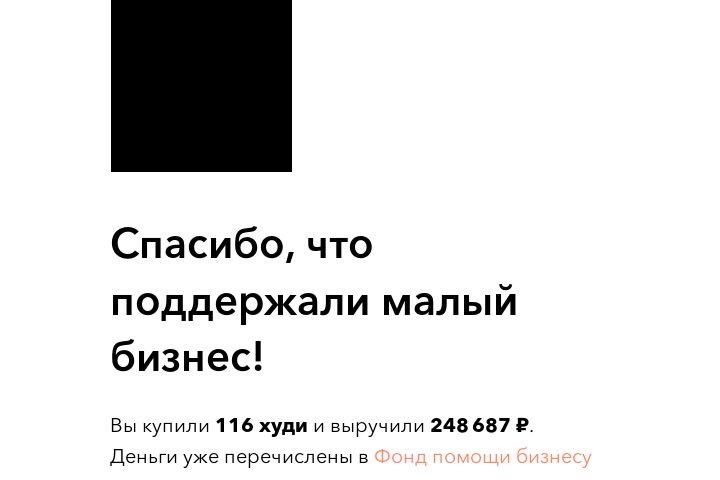 Спасибо, что
поддержали малый
бизнес!
Вы купили 116 худи и выручили 248 687 ₽.
Деньги уже перечислены в Фонд помощи бизнесу